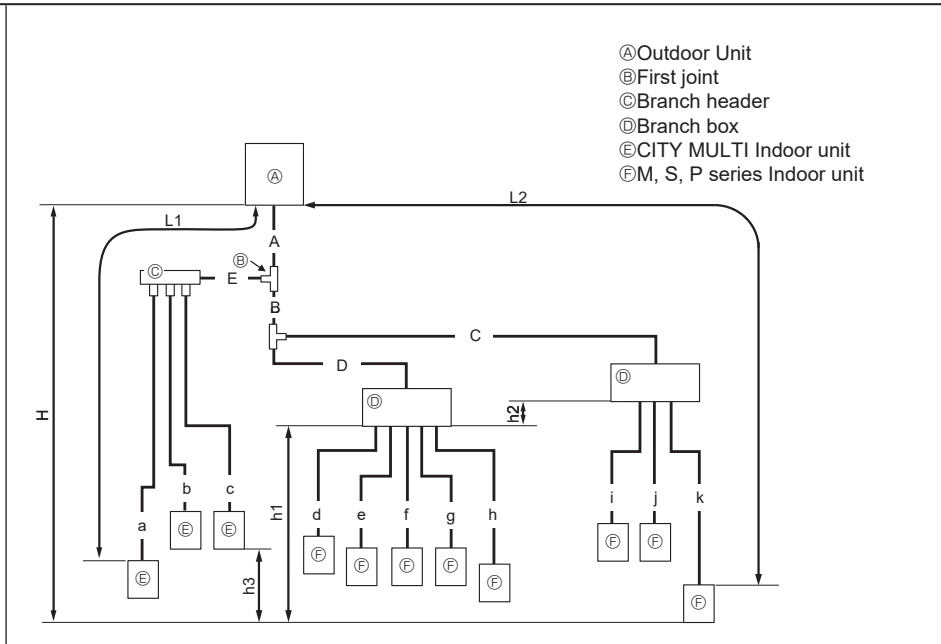 ⒶOutdoor Unit
ⒷFirst joint
ⒸBranch header
ⒹBranch box
ⒺCITY MULTI Indoor unit
ⒻM, S, P series Indoor unit
Ⓐ
L1
L2
A
Ⓑ
Ⓒ
E
B
C
D
Ⓓ
Ⓓ
h2
H
a
b
c
h1
d
e
f
g
h
i
j
k
Ⓔ
Ⓔ
Ⓔ
h3
Ⓕ
Ⓕ
Ⓕ
Ⓕ
Ⓕ
Ⓕ
Ⓕ
Ⓕ